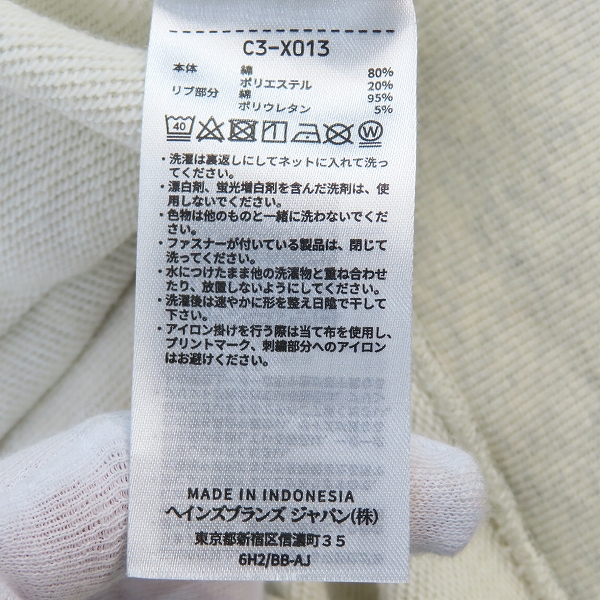 C3-X013
本体 綿 80%
ポリエステル 20%
リブ部分 綿 95%
ポリウレタン 5%
40 W
・洗濯は裏返しにしてネットに入れて洗っ
てください。
・漂白剤、蛍光増白剤を含んだ洗剤は、使
用しないでください。
・色物は他のものと一緒に洗わないでくだ
さい。
・ファスナーが付いている製品は、閉じて
洗ってください。
・水につけたまま他の洗濯物と重ね合わせ
たり、放置しないようにしてください。
・洗濯後は速やかに形を整え日陰で干して
下さい。
・アイロン掛けを行う際は当て布を使用し、
プリントマーク、刺繍部分へのアイロン
はお避けください。
MADE IN INDONESIA
ヘインズブランズ ジャパン(株)
東京都新宿区信濃町35
6H2/BB-AJ